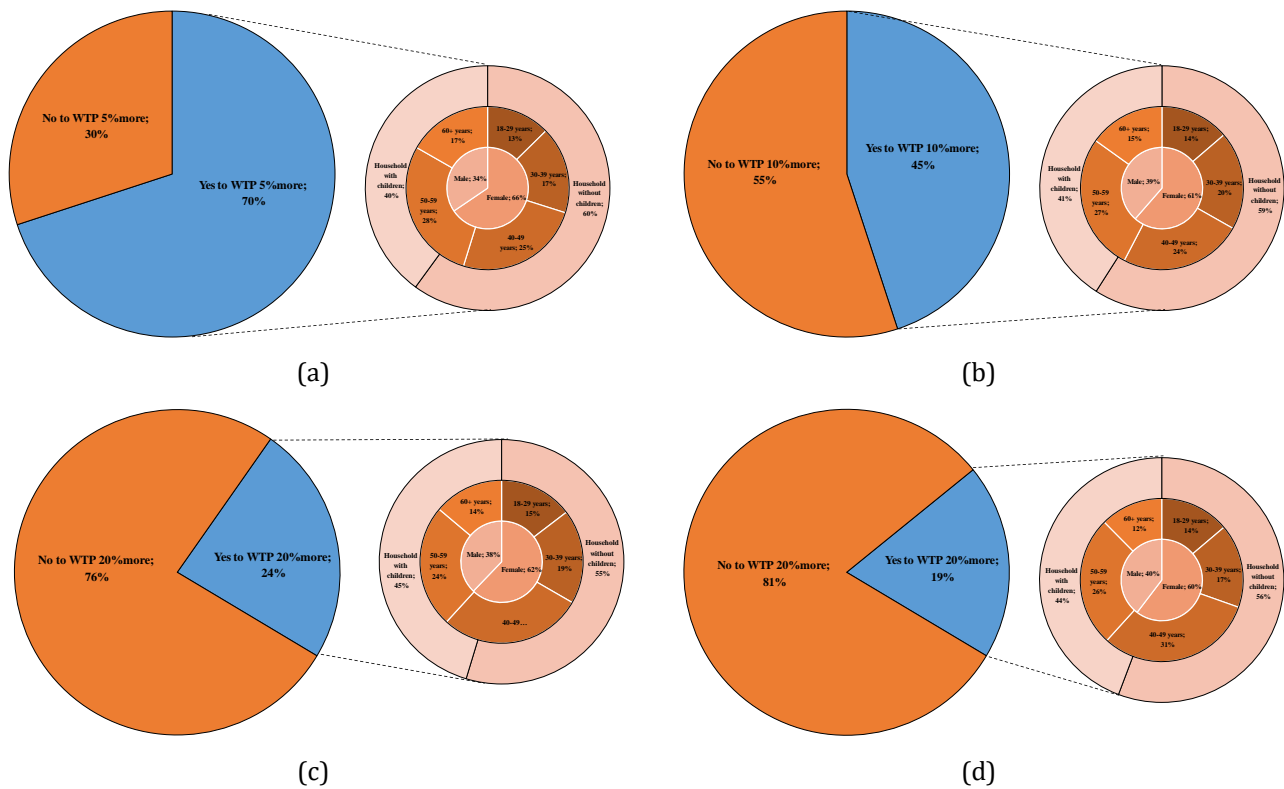 No to WTP 5%more;
30%
Yes to WTP 5%more;
70%
Household
with
children;
40%
60+ years;
17%
18-29 years;
13%
Male; 34%
Female; 66%
30-39 years;
17%
50-59
years;
28%
40-49
years; 25%
Household
without
children;
60%
(a)
No to WTP 10%more;
55%
Yes to WTP 10%more;
45%
Household
with
children;
41%
60+ years;
15%
18-29 years;
14%
Male;
39%
Female; 61%
30-39 years;
20%
50-59
years;
27%
40-49 years;
24%
Household
without
children;
59%
(b)
No to WTP 20%more;
76%
Yes to WTP 20%more;
24%
Household
with
children;
45%
60+ years;
14%
18-29 years;
15%
Male; 38%
Female; 62%
30-39 years;
19%
50-59
years;
24%
40-49...
Household
without
children;
55%
(c)
No to WTP 20%more;
81%
Yes to WTP 20%more;
19%
Household
with
children;
44%
60+ years;
12%
18-29 years;
14%
Male;
40%
Female; 60%
30-39 years;
17%
50-59
years;
26%
40-49 years;
31%
Household
without
children;
56%
(d)